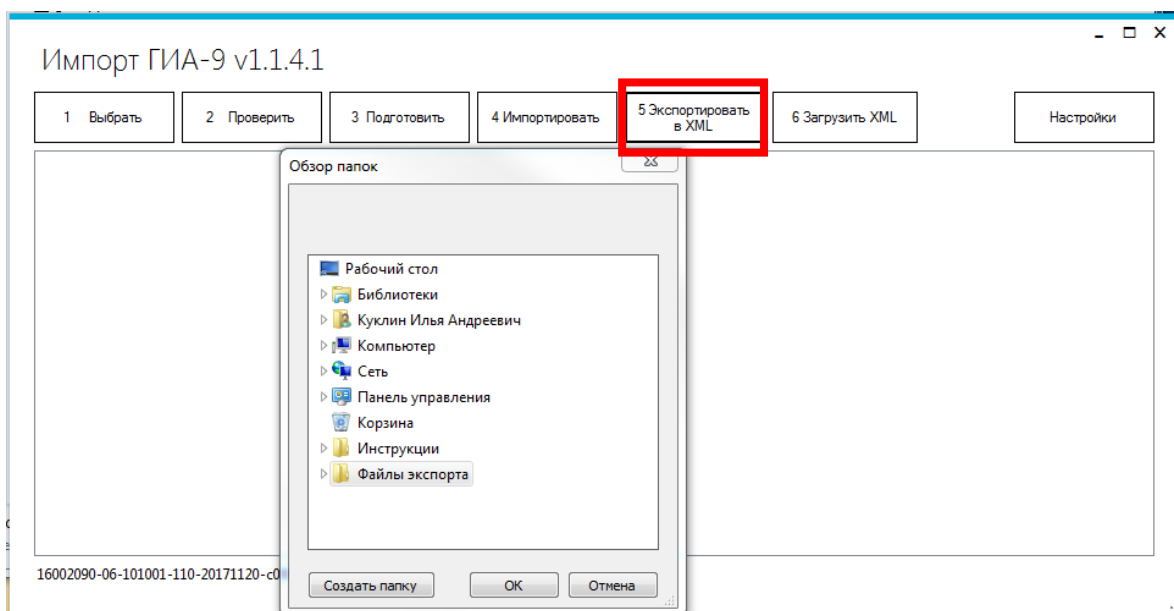 Импорт ГИА-9 v1.1.4.1
1 Выбрать
2 Проверить
3 Подготовить
4 Импортировать
5 Экспортировать
в XML
6 Загрузить XML
Настройки
Обзор папок
Рабочий стол
Библиотеки
Куклин Илья Андреевич
Компьютер
Сеть
Панель управления
Корзина
Инструкции
Файлы экспорта
Создать папку
ОК
Отмена
16002090-06-101001-110-20171120-c0